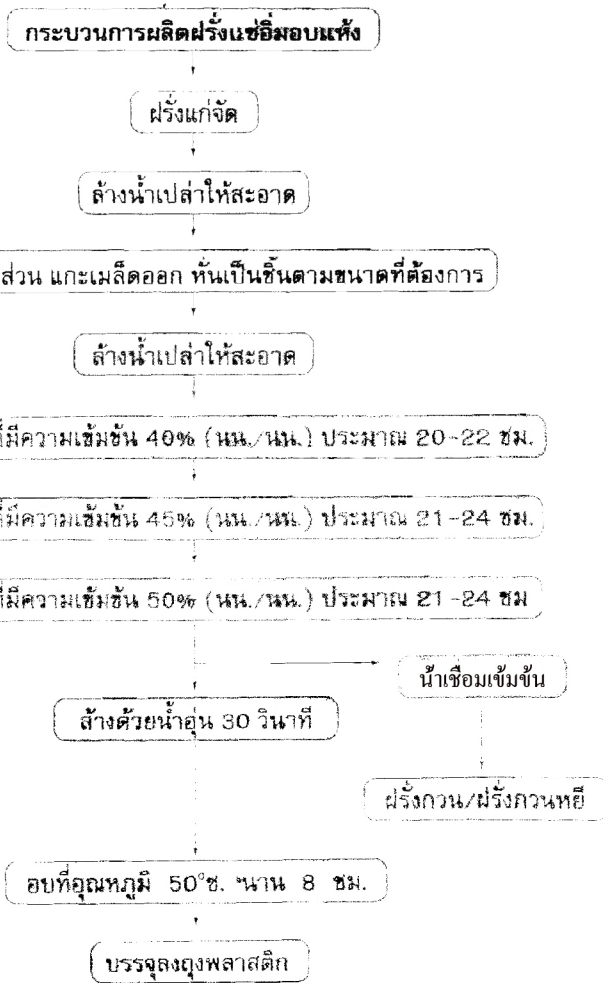 กระบวนการผลิตฝรั่งแช่อิ่มอบแห้ง
ฝรั่งแก่จัด
ล้างน้ำเปล่าให้สะอาด
ส่วน แกะเมล็ดออก หั่นเป็นชิ้นตามขนาดที่ต้องการ
ล้างน้ำเปล่าให้สะอาด
ที่มีความเข้มข้น 40% (นน./นน.) ประมาณ 20-22 ชม.
ที่มีความเข้มข้น 45% (นน./นน.) ประมาณ 21-24 ชม.
ที่มีความเข้มข้น 50% (นน./นน.) ประมาณ 21-24 ชม
น้ำเชื่อมเข้มข้น
ล้างด้วยน้ำอุ่น 30 วินาที
ฝรั่งกวน/ฝรั่งกวนหยี
อบที่อุณหภูมิ 50°ซ. นาน 8 ชม.
บรรจุลงถุงพลาสติก